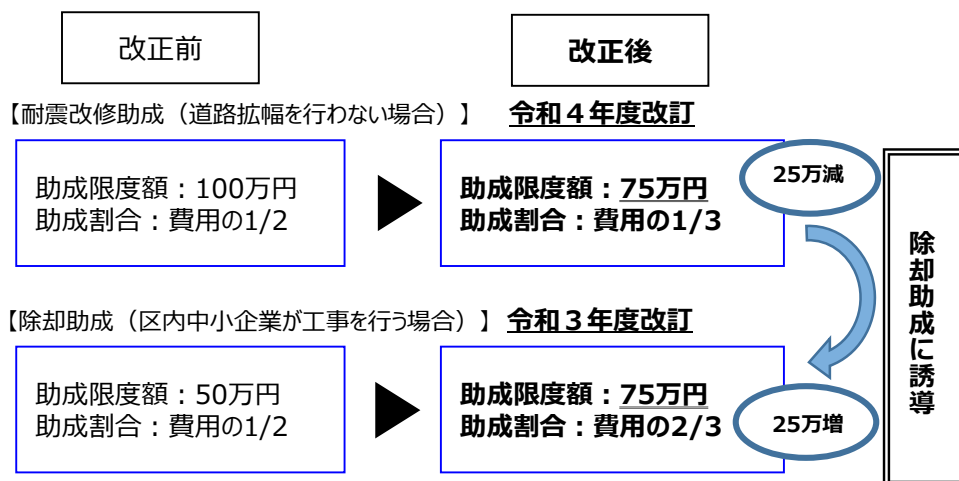 改正前
改正後
【耐震改修助成（道路拡幅を行わない場合）】 令和４年度改訂
助成限度額：100万円
助成割合：費用の1/2
助成限度額：75万円
助成割合：費用の1/3
25万減
【除却助成（区内中小企業が工事を行う場合）】 令和３年度改訂
助成限度額：50万円
助成割合：費用の1/2
助成限度額：75万円
助成割合：費用の2/3
25万増
除却助成に誘導